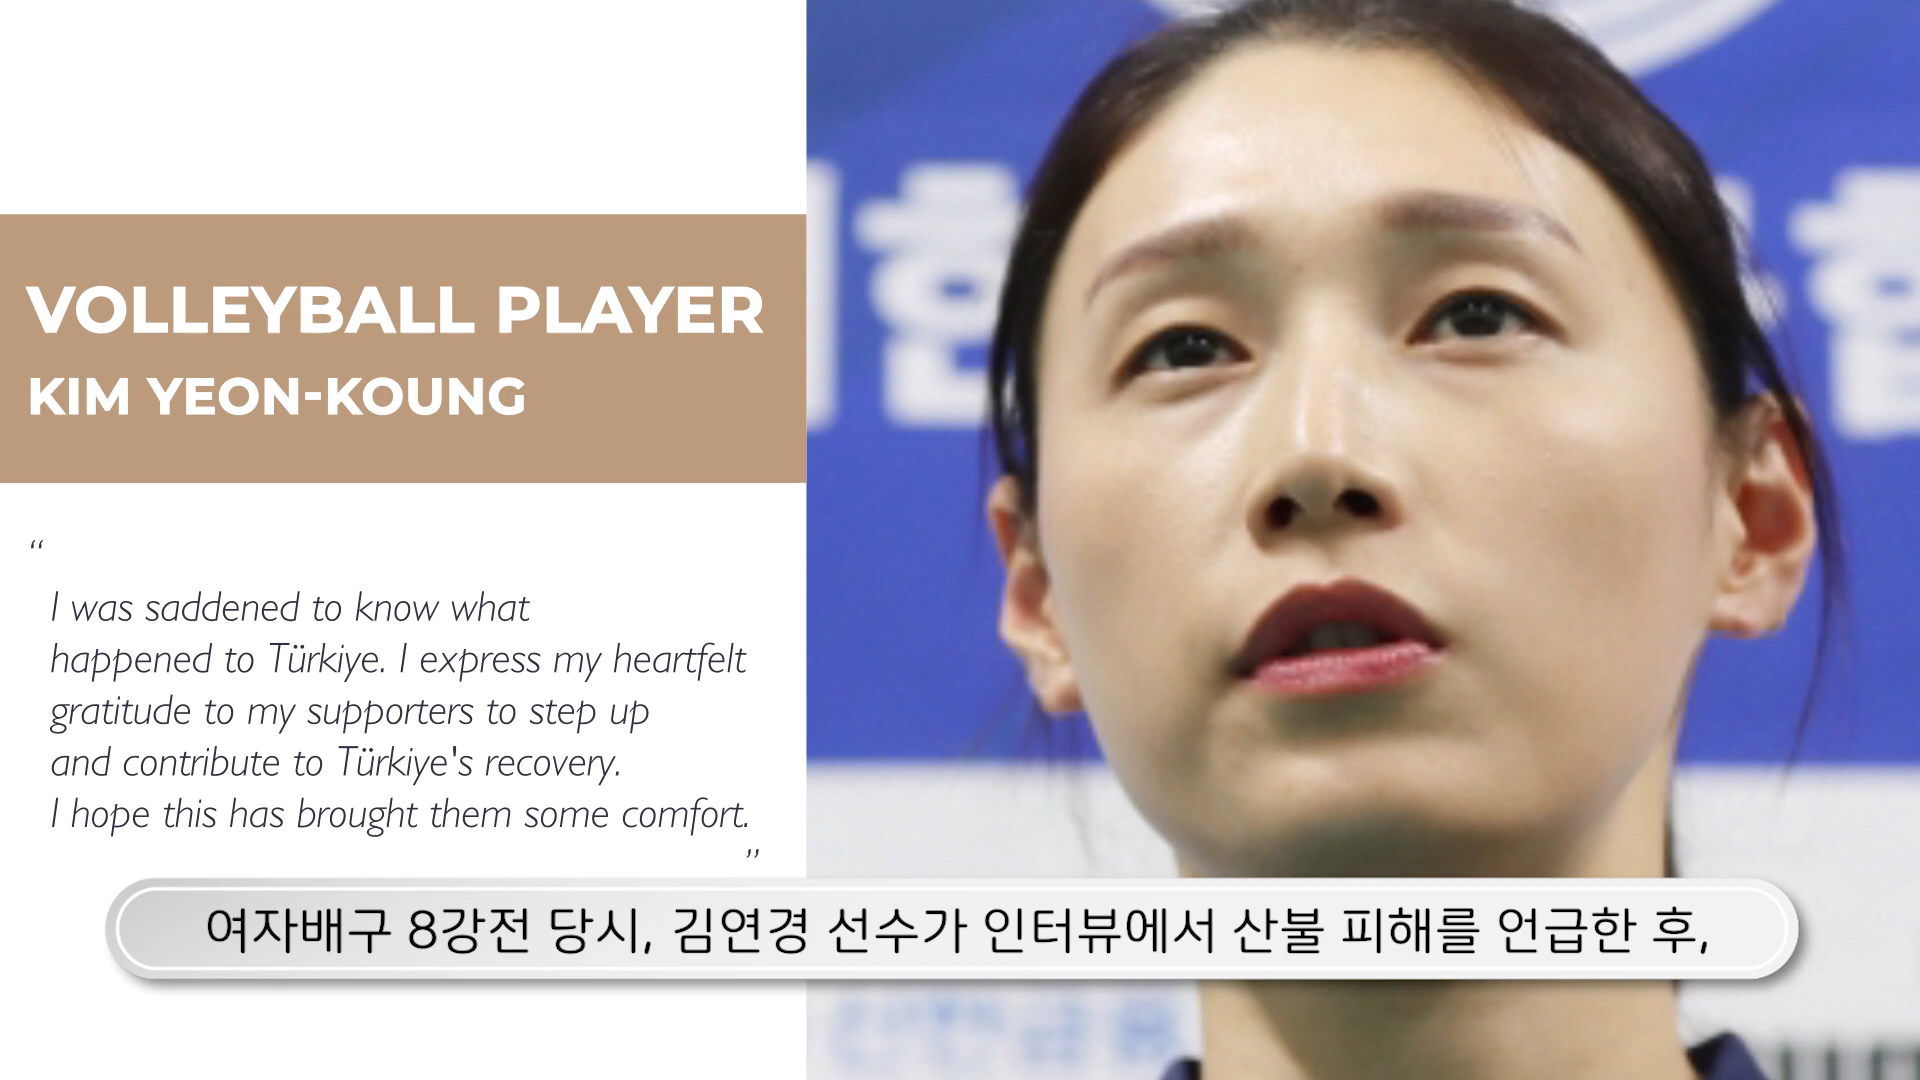 VOLLEYBALL PLAYER
KIM YEON-KOUNG
“
I was saddened to know what
happened to Türkiye. I express my heartfelt
gratitude to my supporters to step up
and contribute to Türkiye's recovery.
I hope this has brought them some comfort.
”
여자배구 8강전 당시, 김연경 선수가 인터뷰에서 산불 피해를 언급한 후,